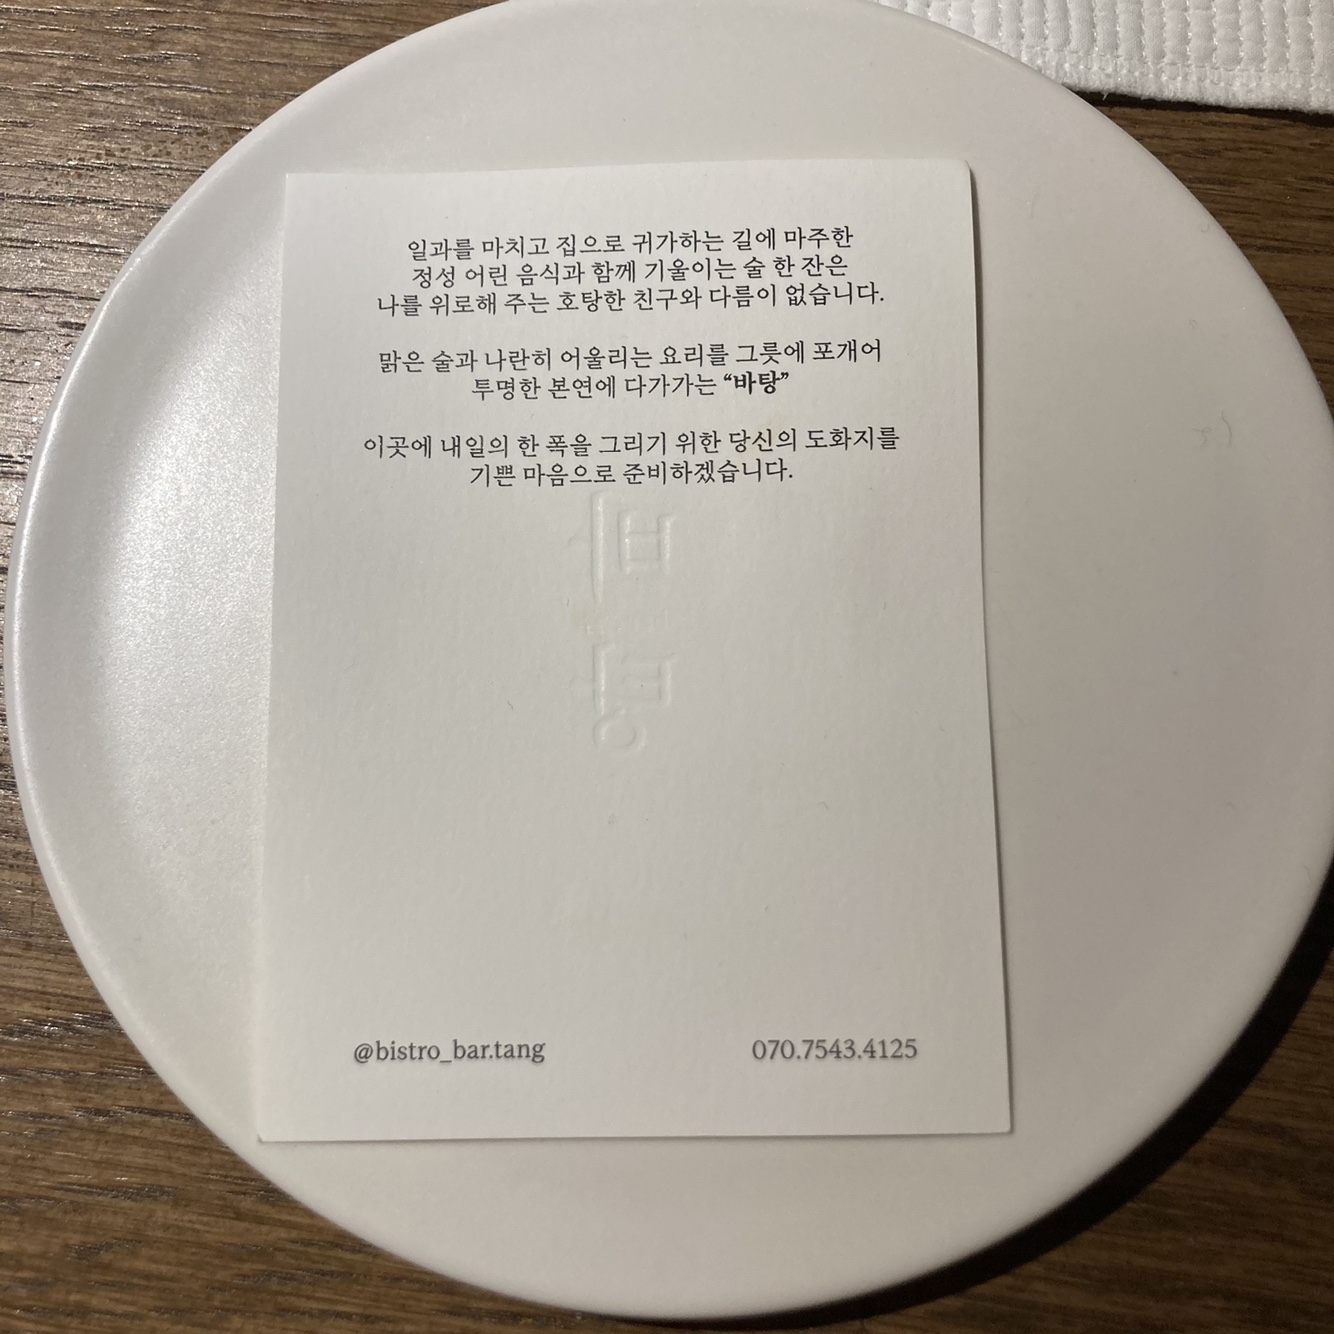 일과를 마치고 집으로 귀가하는 길에 마주한
정성 어린 음식과 함께 기울이는 술 한 잔은
나를 위로해 주는 호탕한 친구와 다름이 없습니다.
맑은 술과 나란히 어울리는 요리를 그릇에 포개어
투명한 본연에 다가가는 “바탕”
이곳에 내일의 한 폭을 그리기 위한 당신의 도화지를
기쁜 마음으로 준비하겠습니다.
바탕
@bistro_bar.tang
070.7543.4125